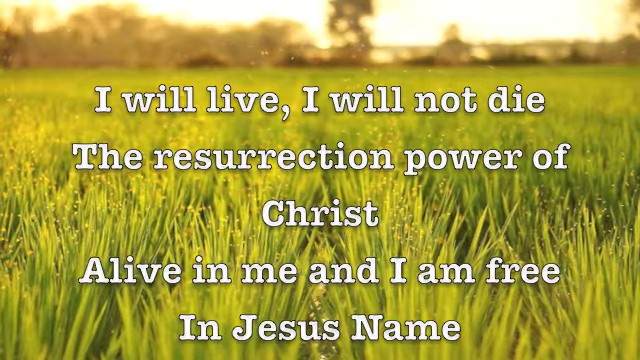 I will live, I will not die
The resurrection power of
Christ
Alive in me and I am free
In Jesus Name